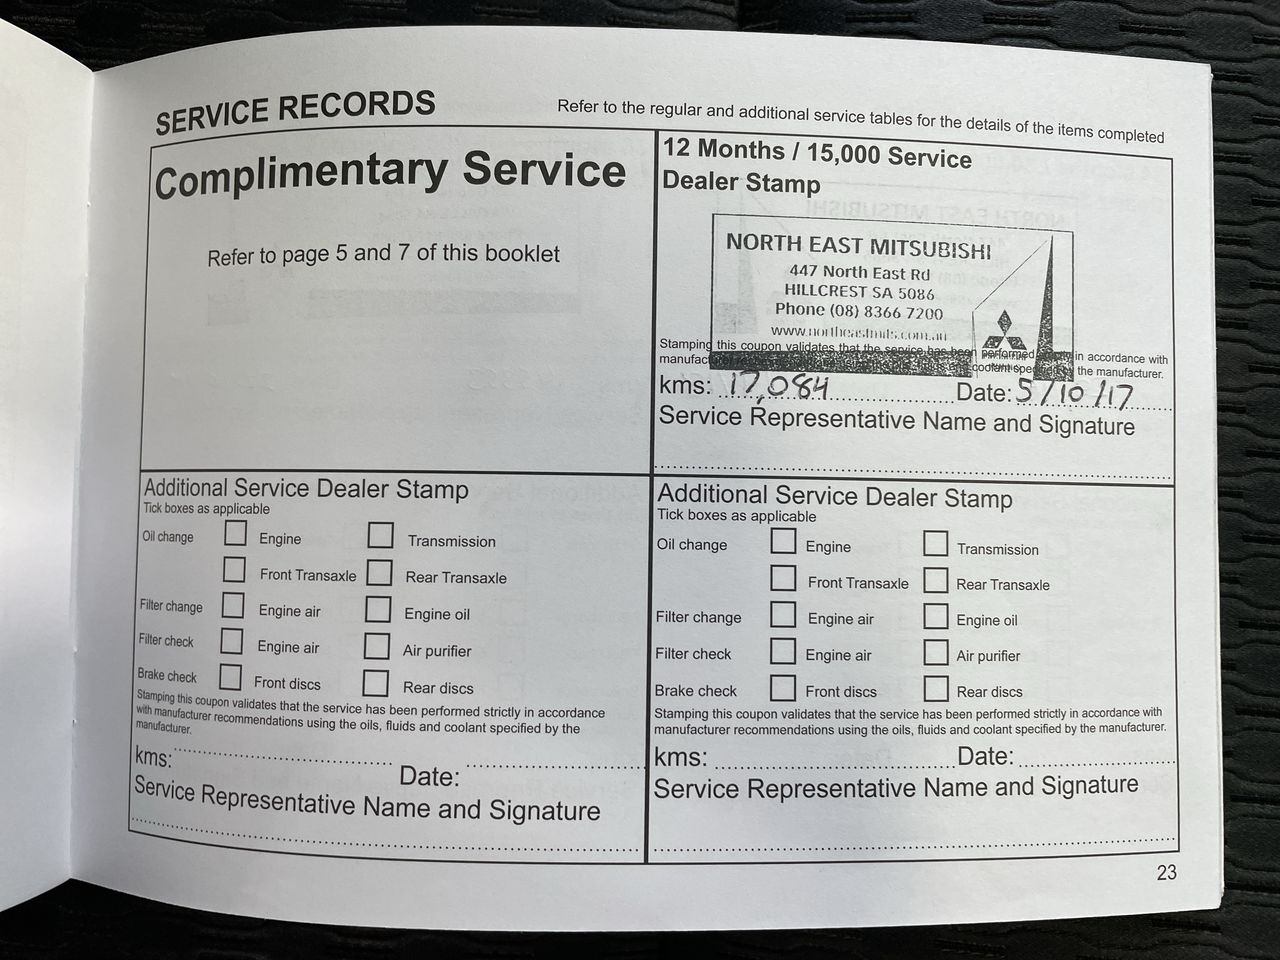 SERVICE RECORDS
Refer to the regular and additional service tables for the details of the items completed
Complimentary Service
Refer to page 5 and 7 of this booklet
12 Months / 15,000 Service
Dealer Stamp
NORTH EAST MITSUBISHI
447 North East Rd
HILLCREST SA 5086
Phone (08) 8366 7200
www.northeastmits.com.au
Stamping this coupon validates that the service has been performed in accordance with
manufac coolant spec the manufacturer.
kms: 17,084 Date: 5/10/17
Service Representative Name and Signature
Additional Service Dealer Stamp
Tick boxes as applicable
Oil change Engine Transmission
Front Transaxle Rear Transaxle
Filter change Engine air Engine oil
Filter check Engine air Air purifier
Brake check Front discs Rear discs
Stamping this coupon validates that the service has been performed strictly in accordance
with manufacturer recommendations using the oils, fluids and coolant specified by the
manufacturer.
kms: Date:
Service Representative Name and Signature
Additional Service Dealer Stamp
Tick boxes as applicable
Oil change Engine Transmission
Front Transaxle Rear Transaxle
Filter change Engine air Engine oil
Filter check Engine air Air purifier
Brake check Front discs Rear discs
Stamping this coupon validates that the service has been performed strictly in accordance with
manufacturer recommendations using the oils, fluids and coolant specified by the manufacturer.
kms: Date:
Service Representative Name and Signature
23